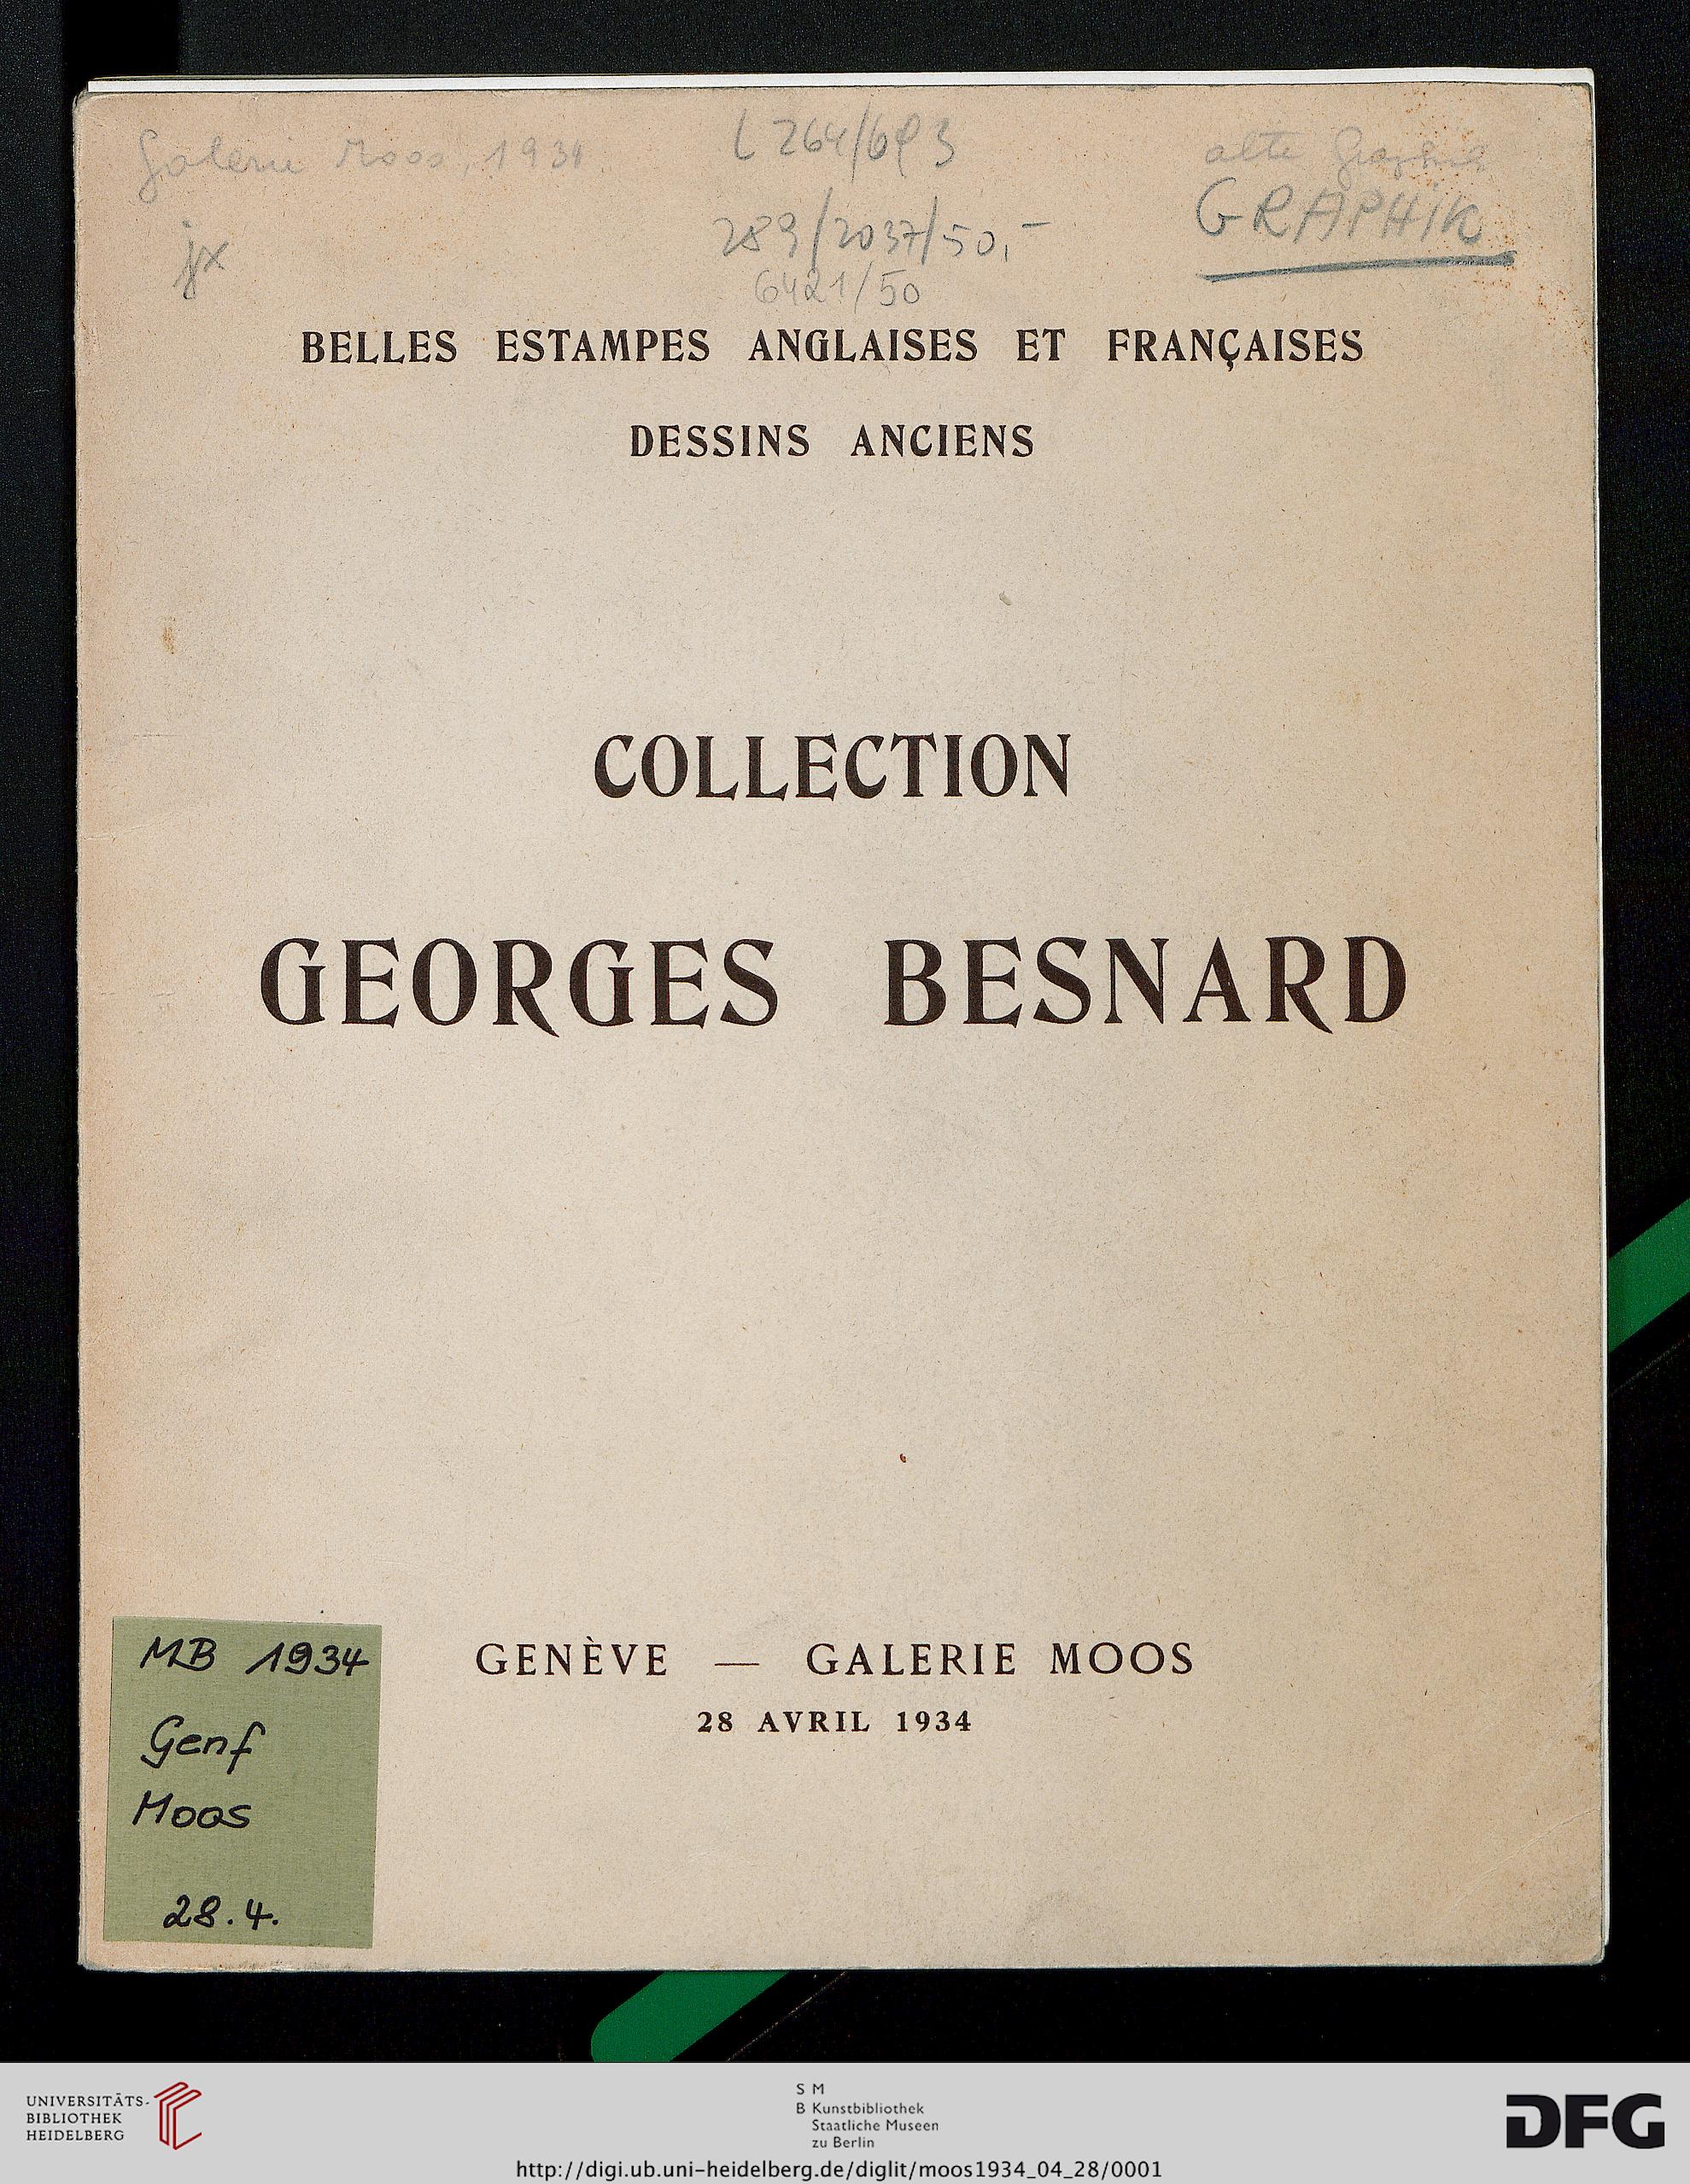 Galerie Moos, 1934
L 264/693
alte Graphik
GRAPHIK
289/2037/50,-
jx
6421/50
BELLES ESTAMPES ANGLAISES ET FRANÇAISES
DESSINS ANCIENS
COLLECTION
GEORGES BESNARD
GENÈVE — GALERIE MOOS
28 AVRIL 1934
MB 1934
Genf
Moos
28.4.
UNIVERSITÄTS-
BIBLIOTHEK
HEIDELBERG
S M
B Kunstbibliothek
Staatliche Museen
zu Berlin
DFG
http://digi.ub.uni-heidelberg.de/diglit/moos1934_04_28/0001